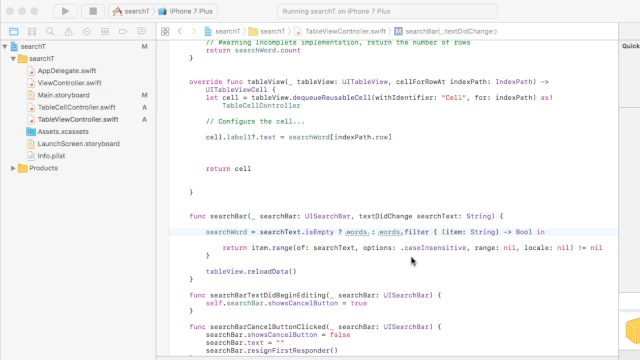 searchT
iPhone 7 Plus
Running searchT on iPhone 7 Plus
searchT
searchT
TableViewController.swift
M
searchBar(_:textDidChange:)
searchT M
searchT
AppDelegate.swift
ViewController.swift
Main.storyboard M
TableCellController.swift A
TableViewController.swift A
Assets.xcassets
LaunchScreen.storyboard
Info.plist
Products
// #warning Incomplete implementation, return the number of rows
return searchWord.count
}
override func tableView(_ tableView: UITableView, cellForRowAt indexPath: IndexPath) ->
UITableViewCell {
let cell = tableView.dequeueReusableCell(withIdentifier: "Cell", for: indexPath) as!
TableCellController
// Configure the cell...
cell.label1?.text = searchWord[indexPath.row]
return cell
}
func searchBar(_ searchBar: UISearchBar, textDidChange searchText: String) {
searchWord = searchText.isEmpty ? words : words.filter { (item: String) -> Bool in
return item.range(of: searchText, options: .caseInsensitive, range: nil, locale: nil) != nil
}
tableView.reloadData()
}
func searchBarTextDidBeginEditing(_ searchBar: UISearchBar) {
self.searchBar.showsCancelButton = true
}
func searchBarCancelButtonClicked(_ searchBar: UISearchBar) {
searchBar.showsCancelButton = false
searchBar.text = ""
searchBar.resignFirstResponder()
Quick